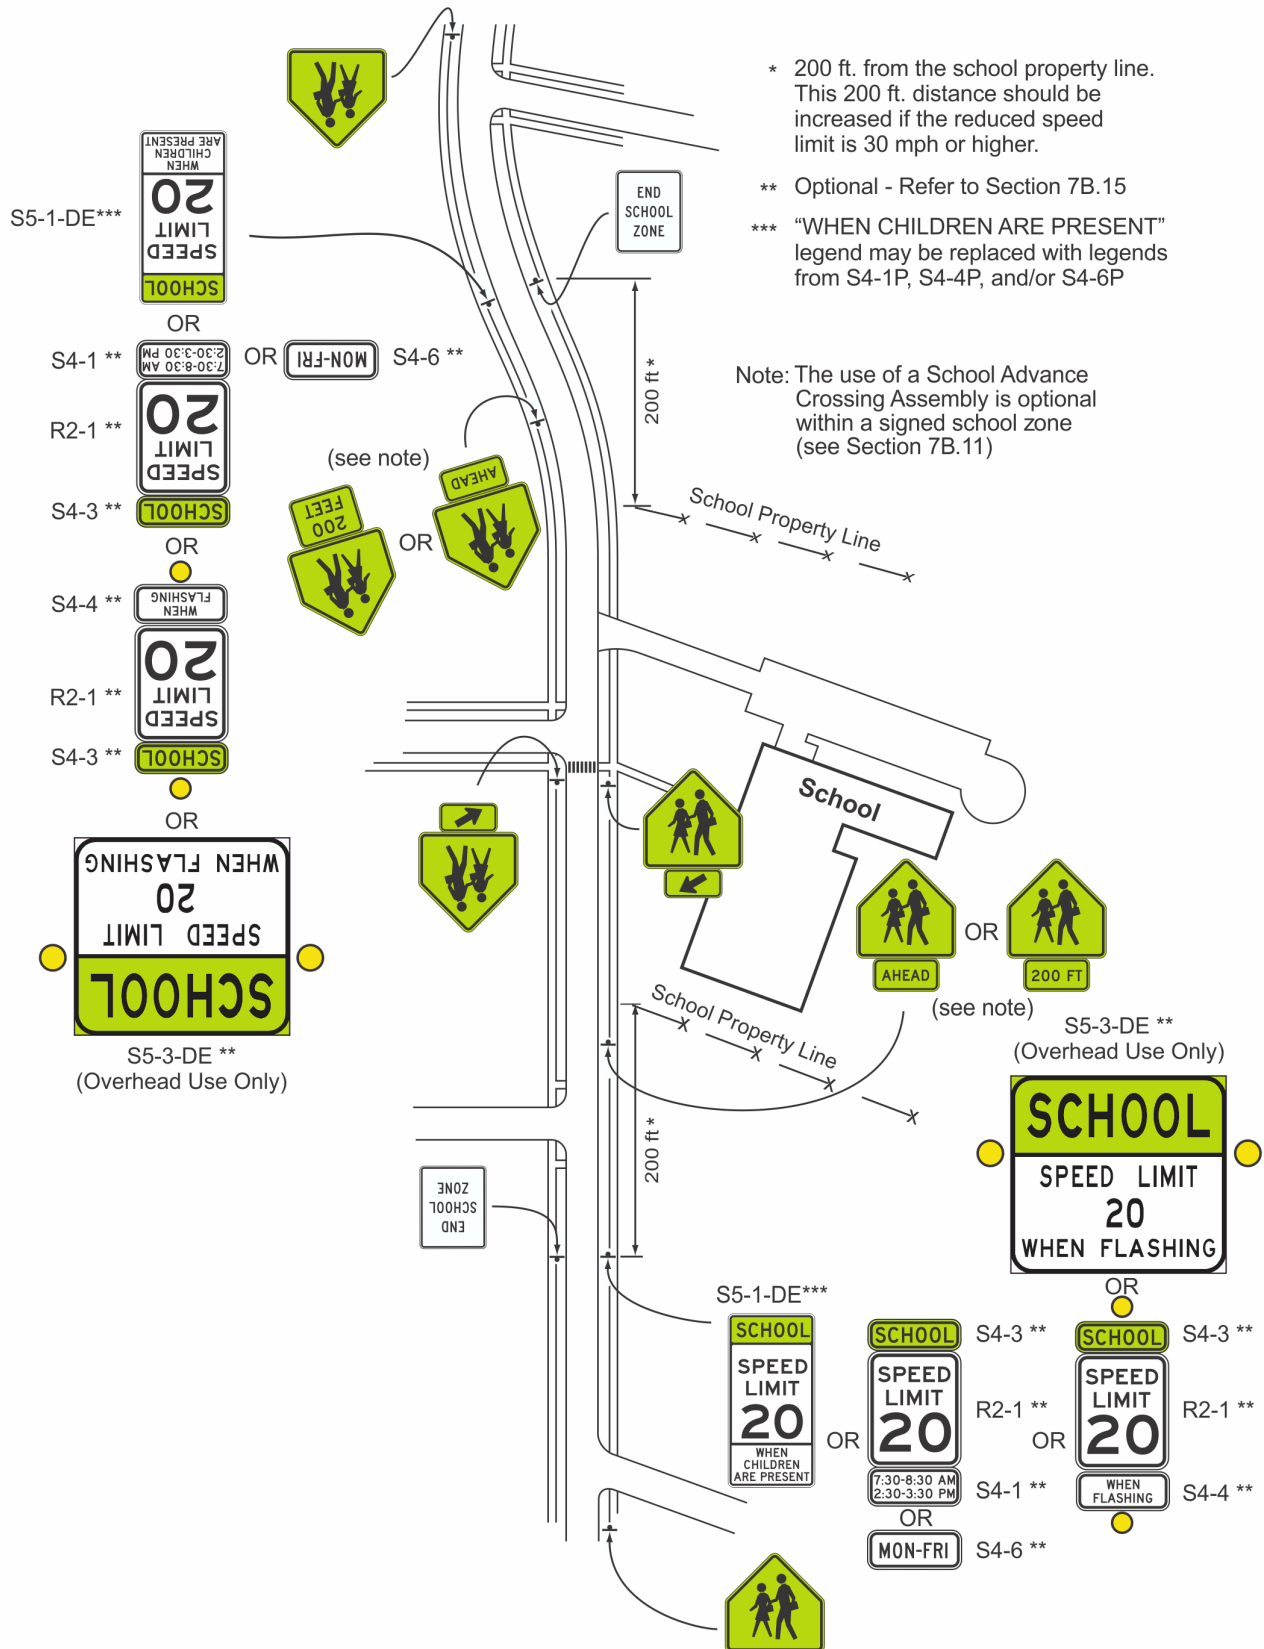 * 200 ft. from the school property line.
This 200 ft. distance should be
increased if the reduced speed
limit is 30 mph or higher.
** Optional - Refer to Section 7B.15
*** “WHEN CHILDREN ARE PRESENT”
legend may be replaced with legends
from S4-1P, S4-4P, and/or S4-6P
Note: The use of a School Advance
Crossing Assembly is optional
within a signed school zone
(see Section 7B.11)
END
SCHOOL
ZONE
200 ft *
School Property Line
S5-1-DE***
SCHOOL
SPEED
LIMIT
20
WHEN
CHILDREN
ARE PRESENT
OR
S4-1 **
7:30-8:30 AM
2:30-3:30 PM
OR
MON-FRI
S4-6 **
R2-1 **
SPEED
LIMIT
20
S4-3 **
SCHOOL
OR
S4-4 **
WHEN
FLASHING
R2-1 **
SPEED
LIMIT
20
S4-3 **
SCHOOL
OR
SCHOOL
SPEED LIMIT
20
WHEN FLASHING
S5-3-DE **
(Overhead Use Only)
(see note)
200
FEET
OR
AHEAD
School
AHEAD
OR
200 FT
(see note)
School Property Line
200 ft *
END
SCHOOL
ZONE
S5-3-DE **
(Overhead Use Only)
SCHOOL
SPEED LIMIT
20
WHEN FLASHING
OR
S5-1-DE***
SCHOOL
SPEED
LIMIT
20
WHEN
CHILDREN
ARE PRESENT
OR
SCHOOL
S4-3 **
SPEED
LIMIT
20
R2-1 **
7:30-8:30 AM
2:30-3:30 PM
S4-1 **
OR
MON-FRI
S4-6 **
OR
SCHOOL
S4-3 **
SPEED
LIMIT
20
R2-1 **
WHEN
FLASHING
S4-4 **